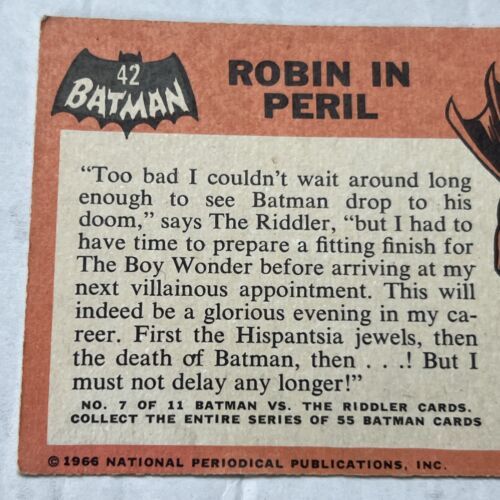 42
BATMAN
ROBIN IN
PERIL
“Too bad I couldn’t wait around long
enough to see Batman drop to his
doom,” says The Riddler, “but I had to
have time to prepare a fitting finish for
The Boy Wonder before arriving at my
next villainous appointment. This will
indeed be a glorious evening in my ca-
reer. First the Hispantsia jewels, then
the death of Batman, then . . .! But I
must not delay any longer!”
NO. 7 OF 11 BATMAN VS. THE RIDDLER CARDS.
COLLECT THE ENTIRE SERIES OF 55 BATMAN CARDS
© 1966 NATIONAL PERIODICAL PUBLICATIONS, INC.